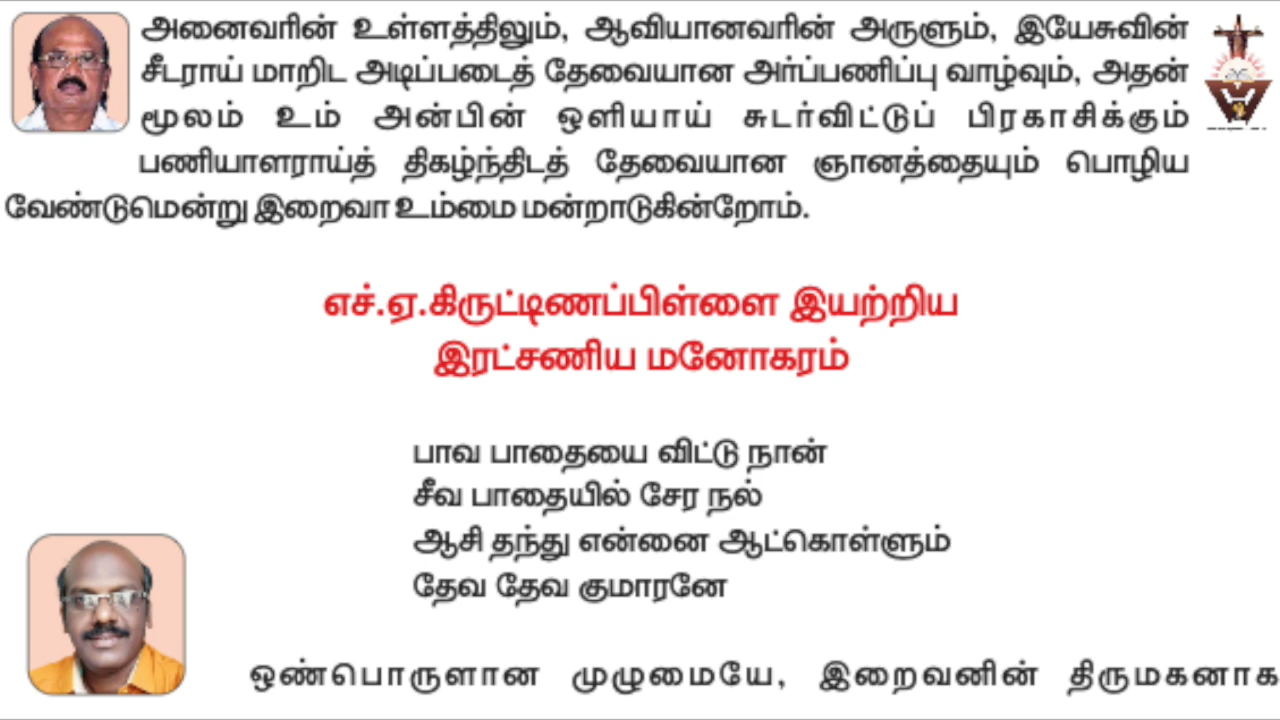 அனைவரின் உள்ளத்திலும், ஆவியானவரின் அருளும், இயேசுவின்
சீடராய் மாறிட அடிப்படைத் தேவையான அர்ப்பணிப்பு வாழ்வும், அதன்
மூலம் உம் அன்பின் ஒளியாய் சுடர்விட்டுப் பிரகாசிக்கும்
பணியாளராய்த் திகழ்ந்திடத் தேவையான ஞானத்தையும் பொழிய
வேண்டுமென்று இறைவா உம்மை மன்றாடுகின்றோம்.
எச்.ஏ.கிருட்டிணப்பிள்ளை இயற்றிய
இரட்சணிய மனோகரம்
பாவ பாதையை விட்டு நான்
சீவ பாதையில் சேர நல்
ஆசி தந்து என்னை ஆட்கொள்ளும்
தேவ தேவ குமாரனே
ஒண்பொருளான முழுமையே, இறைவனின் திருமகனாக